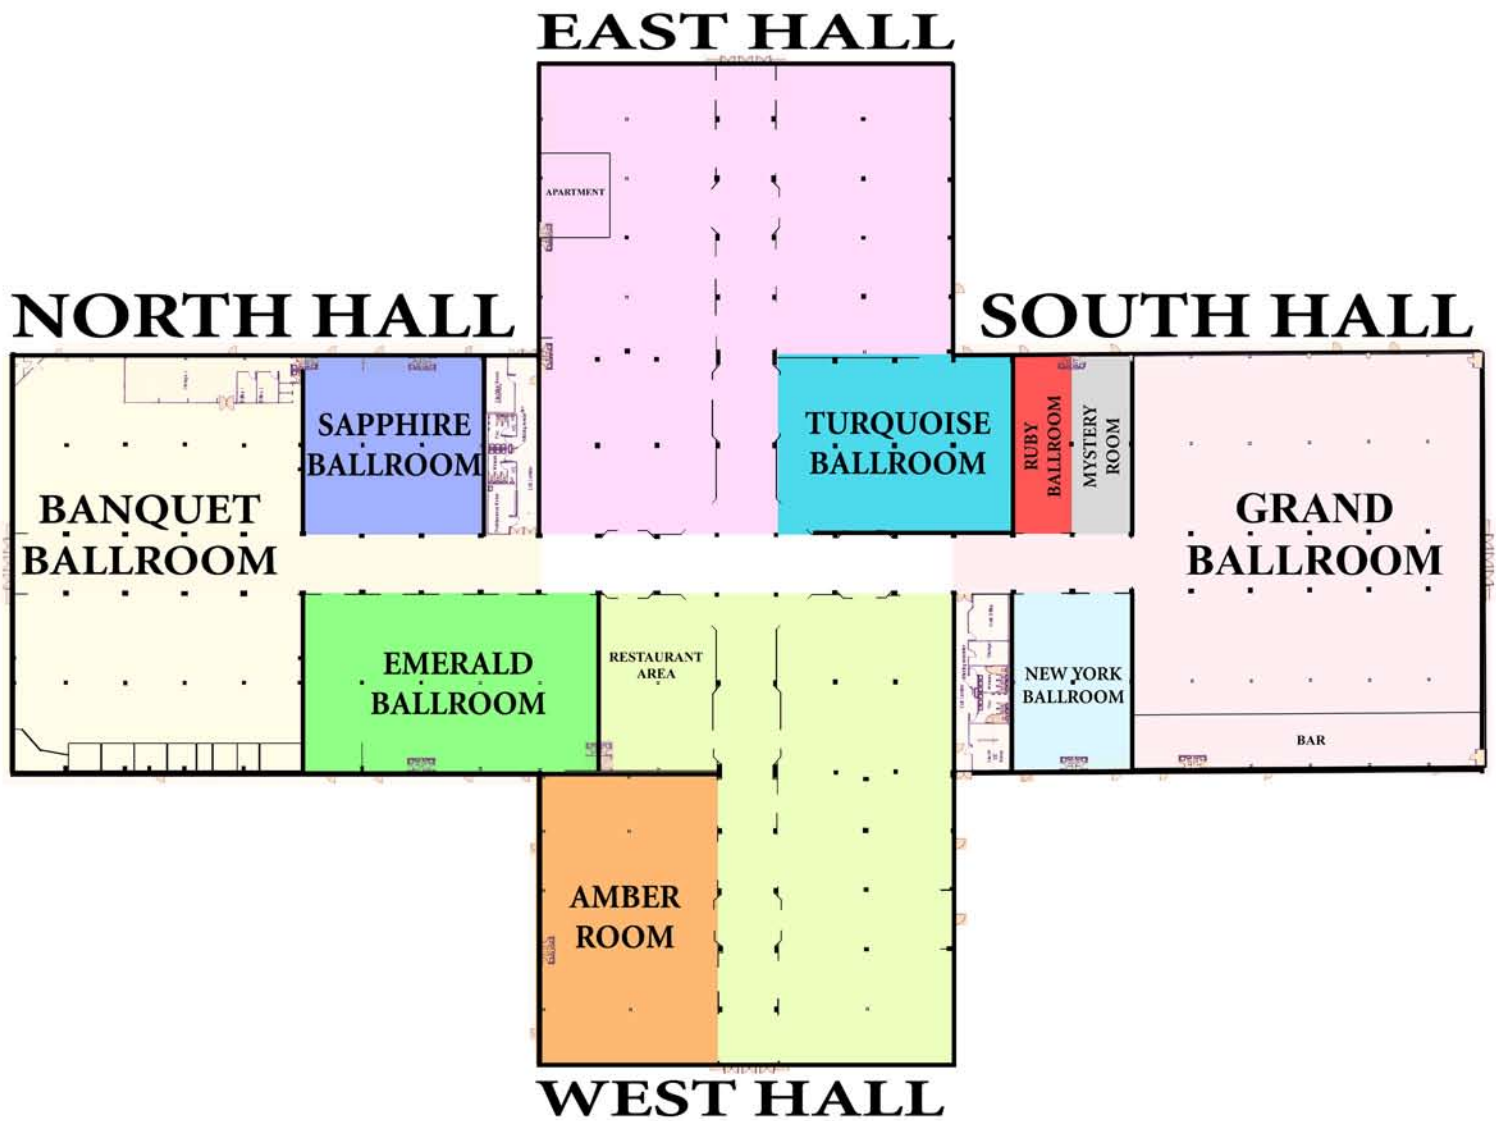 EAST HALL
APARTMENT
NORTH HALL
SOUTH HALL
SAPPHIRE
BALLROOM
TURQUOISE
BALLROOM
RUBY
BALLROOM
MYSTERY
ROOM
BANQUET
BALLROOM
GRAND
BALLROOM
EMERALD
BALLROOM
RESTAURANT
AREA
NEW YORK
BALLROOM
BAR
AMBER
ROOM
WEST HALL